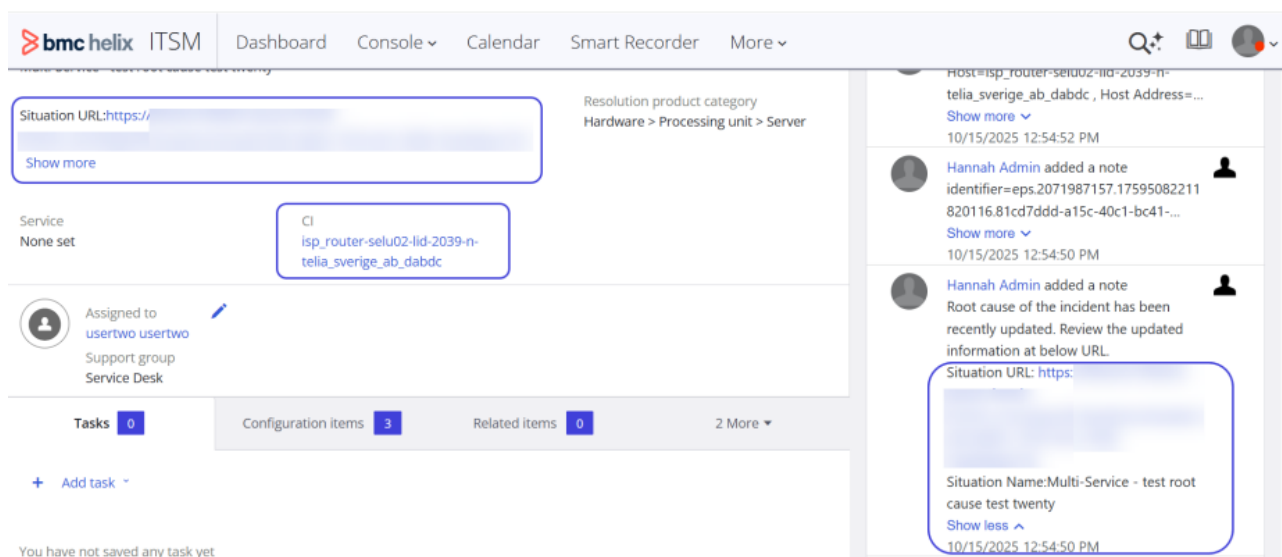 bmc helix ITSM Dashboard Console Calendar Smart Recorder More
Multi-Service - test root cause test twenty
Situation URL:https:/
Show more
Resolution product category
Hardware > Processing unit > Server
Service
None set
CI
isp_router-selu02-lid-2039-n-
telia_sverige_ab_dabdc
Assigned to
usertwo usertwo
Support group
Service Desk
Tasks 0 Configuration items 3 Related items 0 2 More
+ Add task
You have not saved any task yet
Host=isp_router-selu02-lid-2039-n-
telia_sverige_ab_dabdc , Host Address=...
Show more
10/15/2025 12:54:52 PM
Hannah Admin added a note
identifier=eps.2071987157.17595082211
820116.81cd7ddd-a15c-40c1-bc41-...
Show more
10/15/2025 12:54:50 PM
Hannah Admin added a note
Root cause of the incident has been
recently updated. Review the updated
information at below URL.
Situation URL: https:
Situation Name:Multi-Service - test root
cause test twenty
Show less
10/15/2025 12:54:50 PM